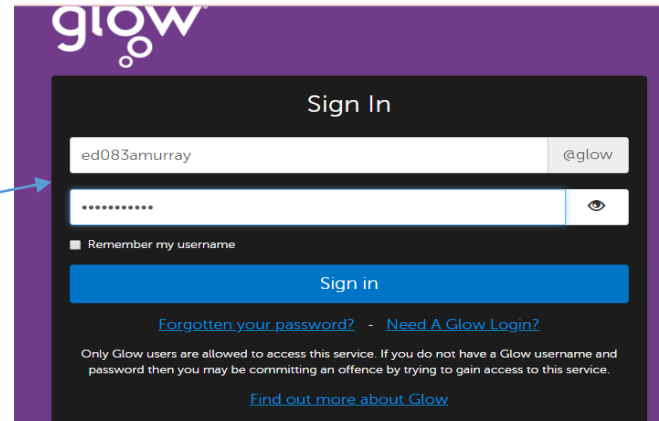 glow
Sign In
ed083amurray @glow
•••••••••••
Remember my username
Sign in
Forgotten your password? - Need A Glow Login?
Only Glow users are allowed to access this service. If you do not have a Glow username and
password then you may be committing an offence by trying to gain access to this service.
Find out more about Glow